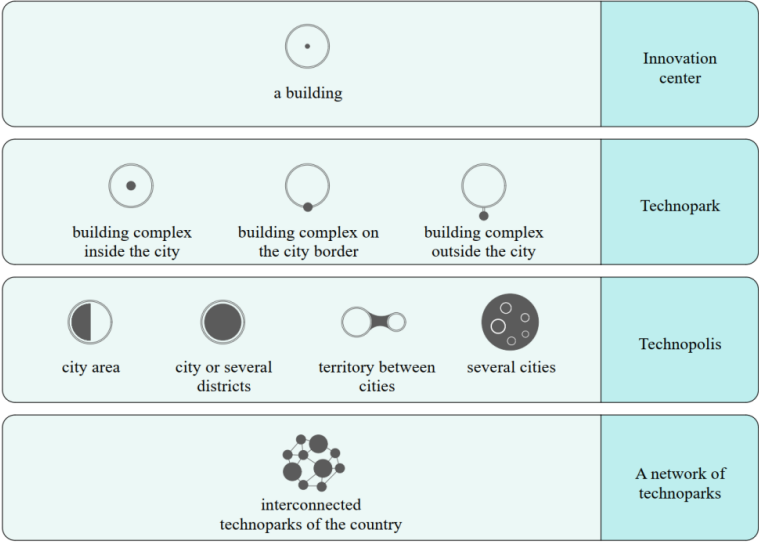 a building
Innovation
center
building complex
inside the city
building complex on
the city border
building complex
outside the city
Technopark
city area
city or several
districts
territory between
cities
several cities
Technopolis
interconnected
technoparks of the country
A network of
technoparks